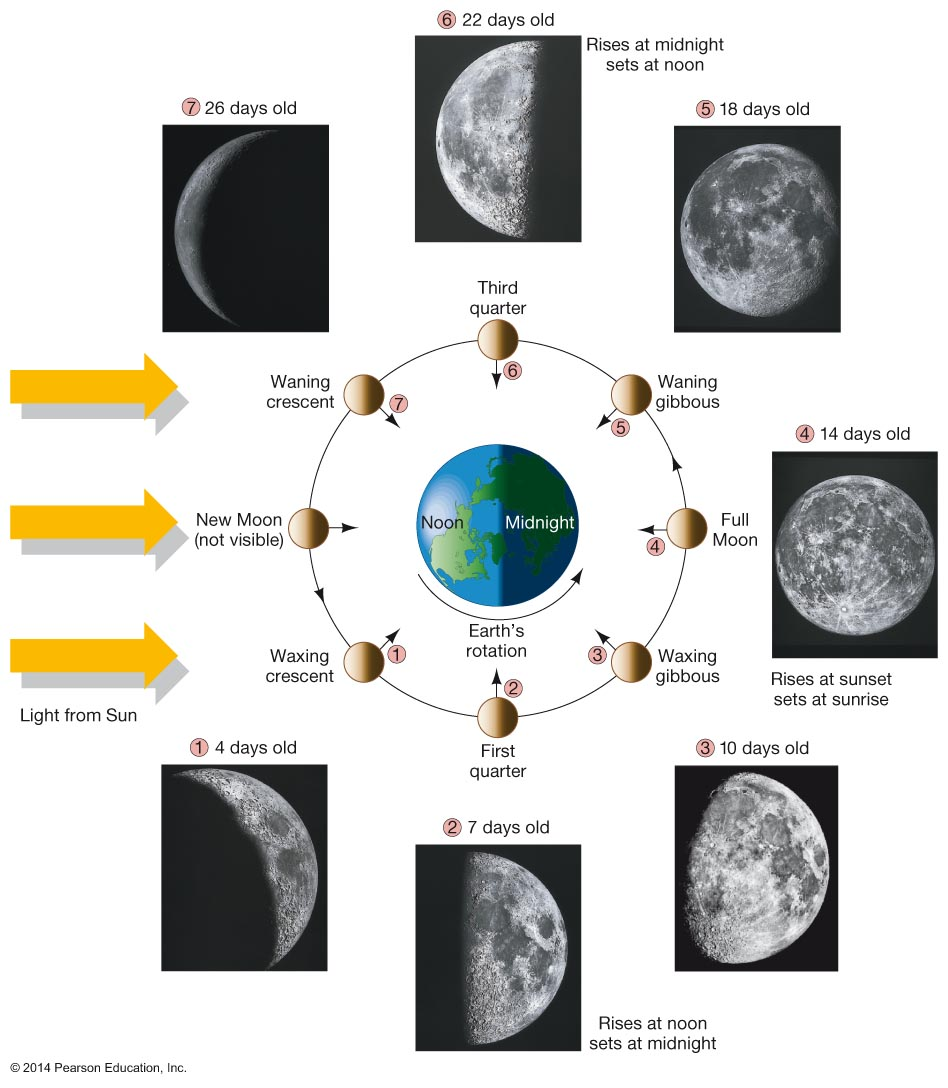 6 22 days old
Rises at midnight
sets at noon
7 26 days old
5 18 days old
Third
quarter
6
Waning
crescent
7
Waning
gibbous
5
4 14 days old
New Moon
(not visible)
Noon
Midnight
Full
Moon
4
Earth's
rotation
Waxing
crescent
1
2
3
Waxing
gibbous
Rises at sunset
sets at sunrise
Light from Sun
First
quarter
1 4 days old
3 10 days old
2 7 days old
Rises at noon
sets at midnight
© 2014 Pearson Education, Inc.